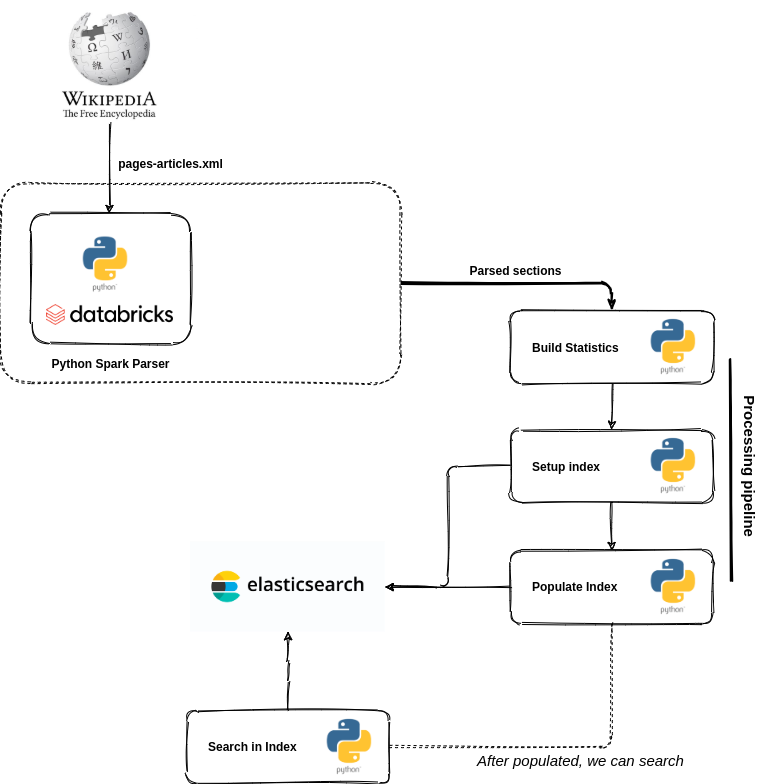 Ω W И 維
WIKIPEDIA
The Free Encyclopedia
pages-articles.xml
python
databricks
Python Spark Parser
Parsed sections
Build Statistics
python
Setup index
python
Populate Index
python
Processing pipeline
elasticsearch
Search in Index
python
After populated, we can search